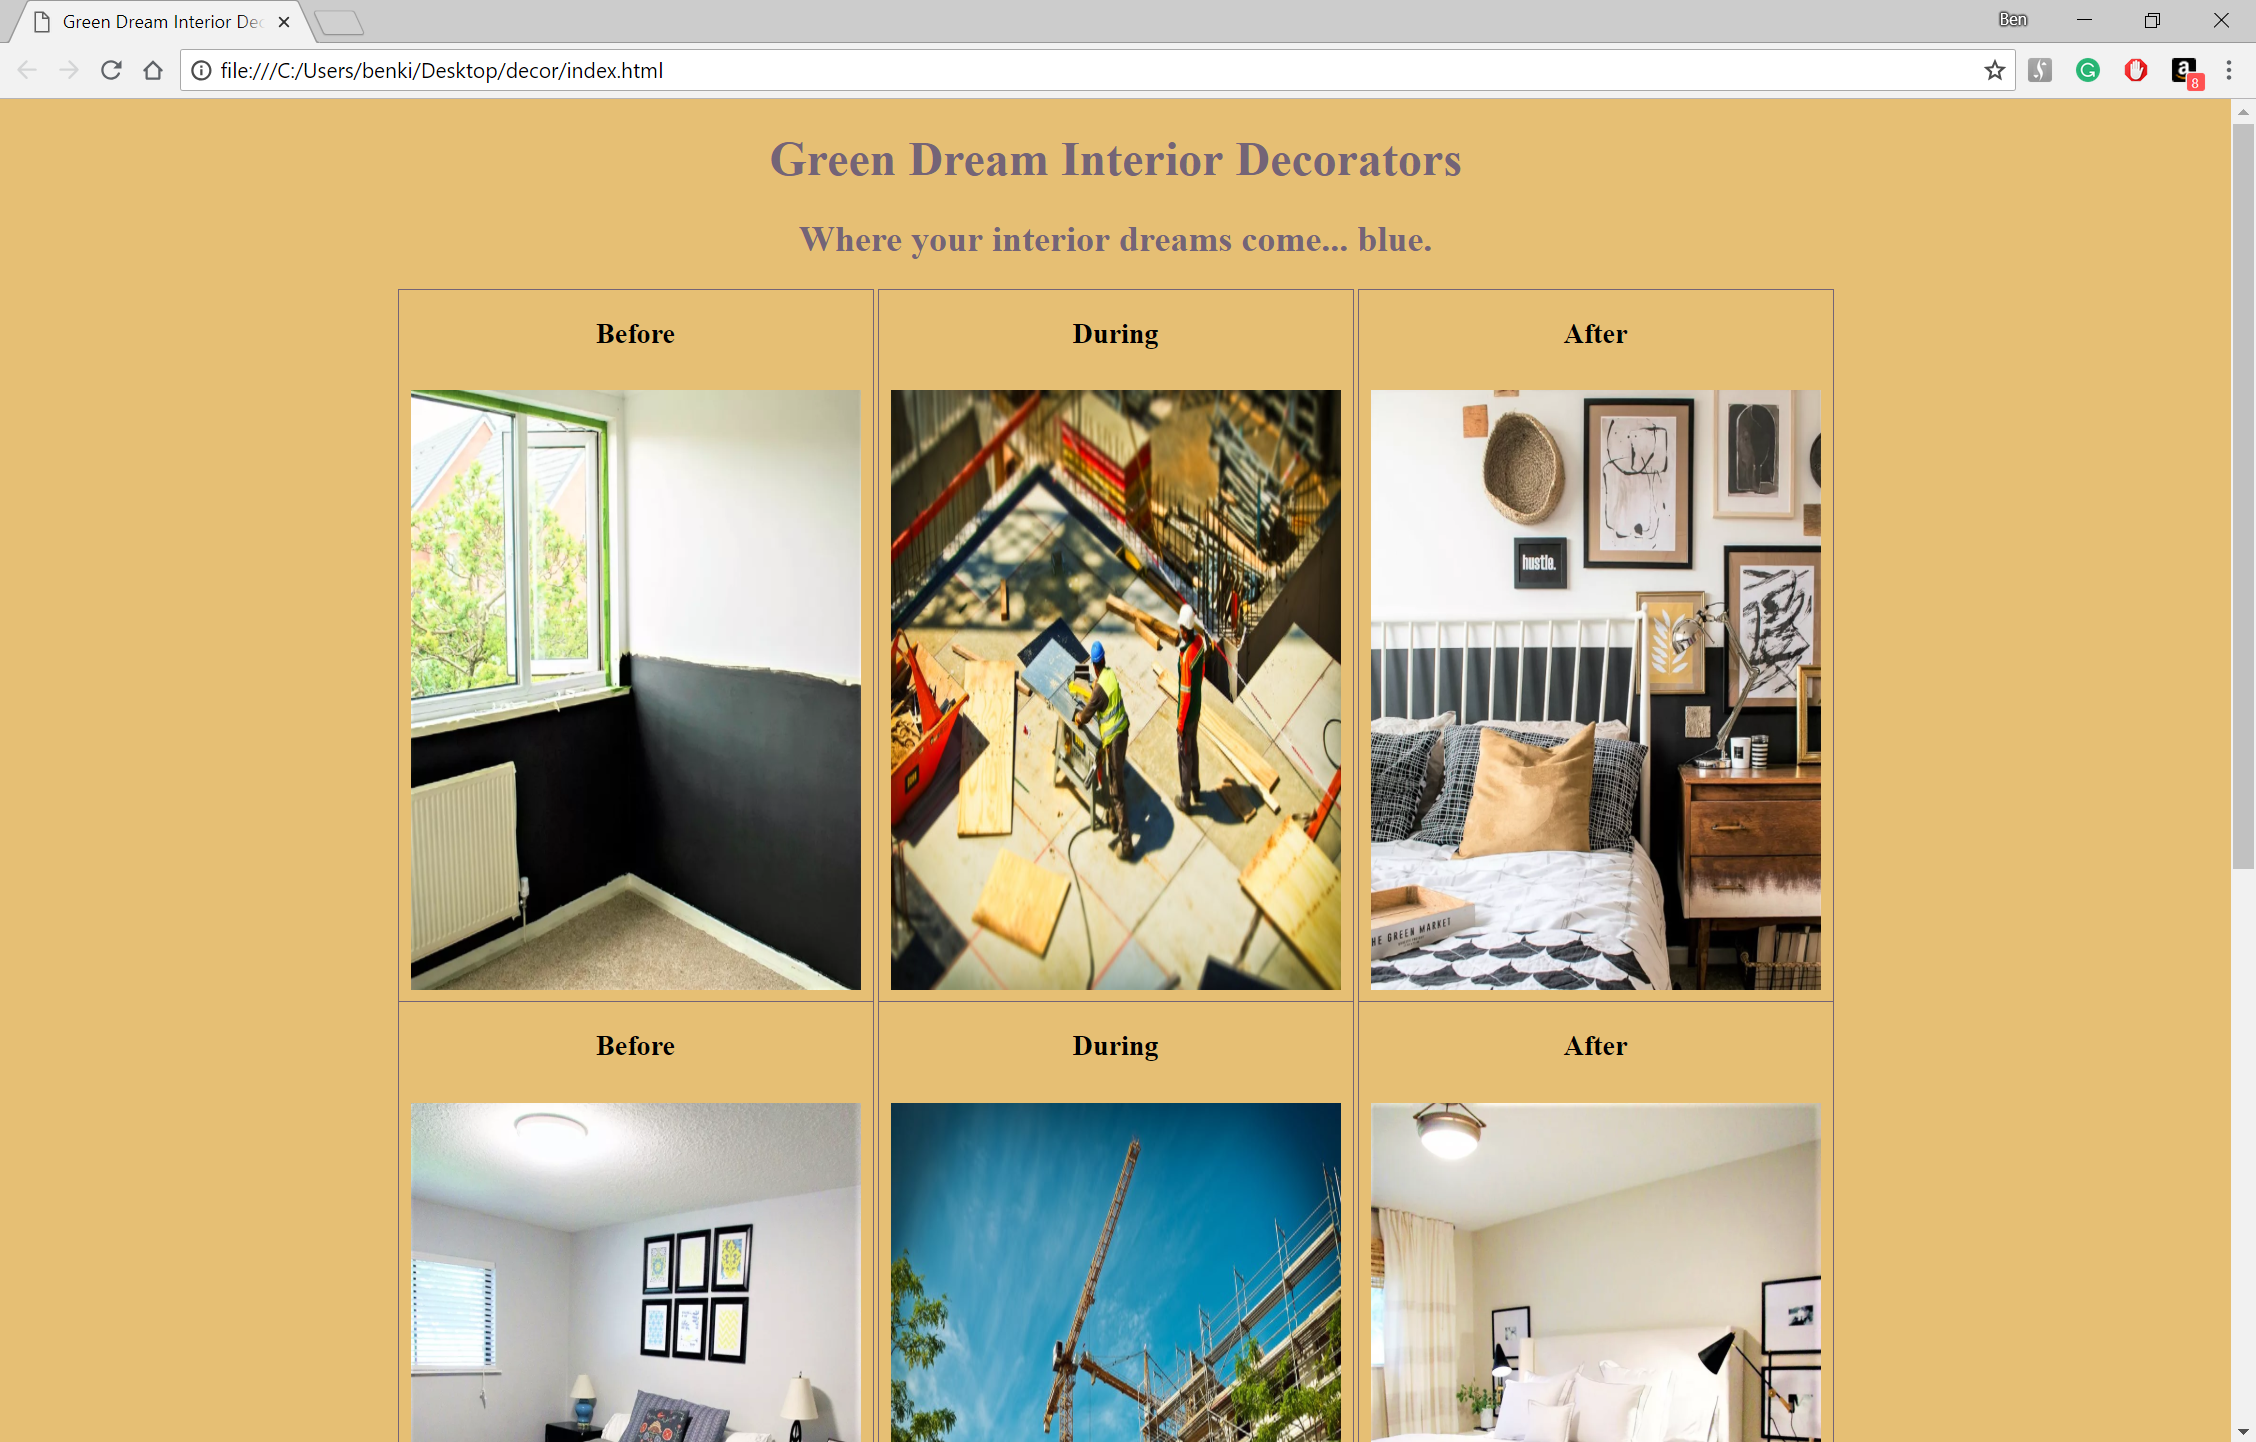 Green Dream Interior De
Ben
file:///C:/Users/benki/Desktop/decor/index.html
8
Green Dream Interior Decorators
Where your interior dreams come... blue.
Before During After
hustle.
HE GREEN MARKET
Before During After